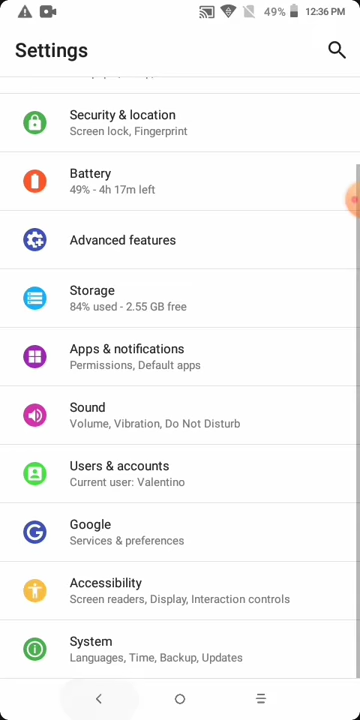 49% 12:36 PM
Settings
Security & location
Screen lock, Fingerprint
Battery
49% - 4h 17m left
Advanced features
Storage
84% used - 2.55 GB free
Apps & notifications
Permissions, Default apps
Sound
Volume, Vibration, Do Not Disturb
Users & accounts
Current user: Valentino
Google
Services & preferences
Accessibility
Screen readers, Display, Interaction controls
System
Languages, Time, Backup, Updates